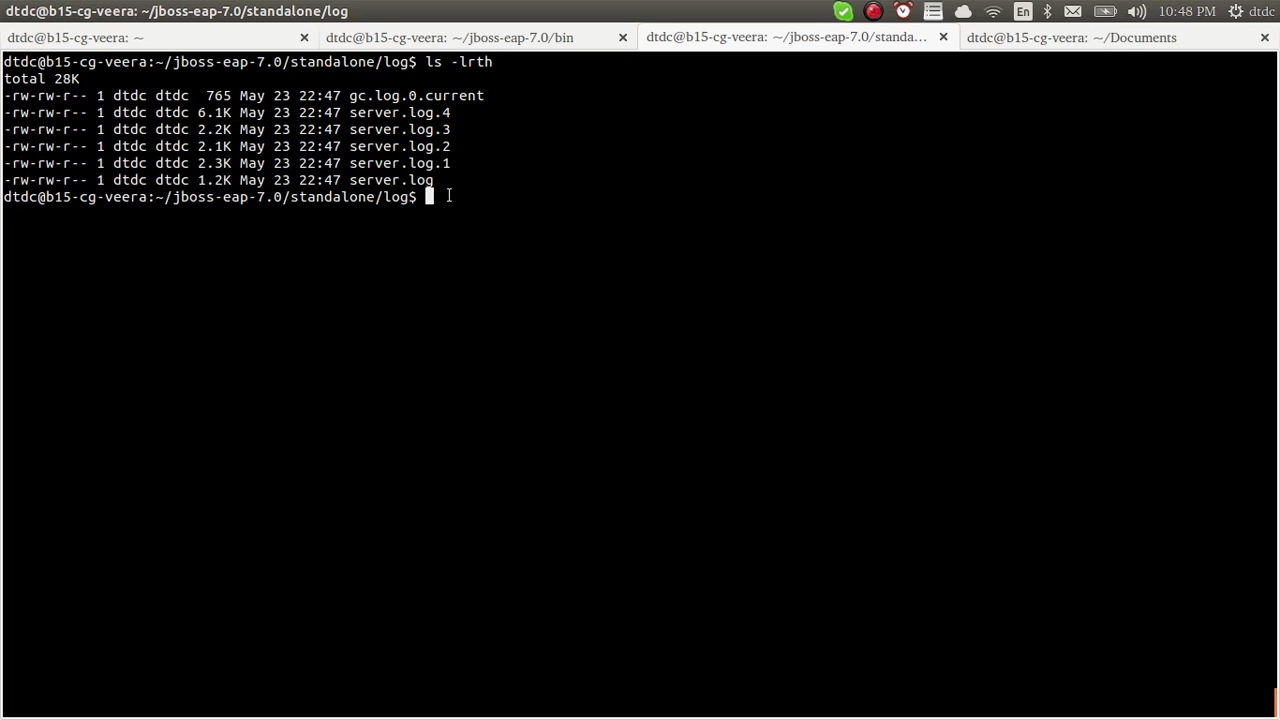 dtdc@b15-cg-veera: ~/jboss-eap-7.0/standalone/log
En
10:48 PM
dtdc
dtdc@b15-cg-veera: ~
dtdc@b15-cg-veera: ~/jboss-eap-7.0/bin
dtdc@b15-cg-veera: ~/jboss-eap-7.0/standa...
dtdc@b15-cg-veera: ~/Documents
dtdc@b15-cg-veera:~/jboss-eap-7.0/standalone/log$ ls -lrth
total 28K
-rw-rw-r-- 1 dtdc dtdc  765 May 23 22:47 gc.log.0.current
-rw-rw-r-- 1 dtdc dtdc 6.1K May 23 22:47 server.log.4
-rw-rw-r-- 1 dtdc dtdc 2.2K May 23 22:47 server.log.3
-rw-rw-r-- 1 dtdc dtdc 2.1K May 23 22:47 server.log.2
-rw-rw-r-- 1 dtdc dtdc 2.3K May 23 22:47 server.log.1
-rw-rw-r-- 1 dtdc dtdc 1.2K May 23 22:47 server.log
dtdc@b15-cg-veera:~/jboss-eap-7.0/standalone/log$